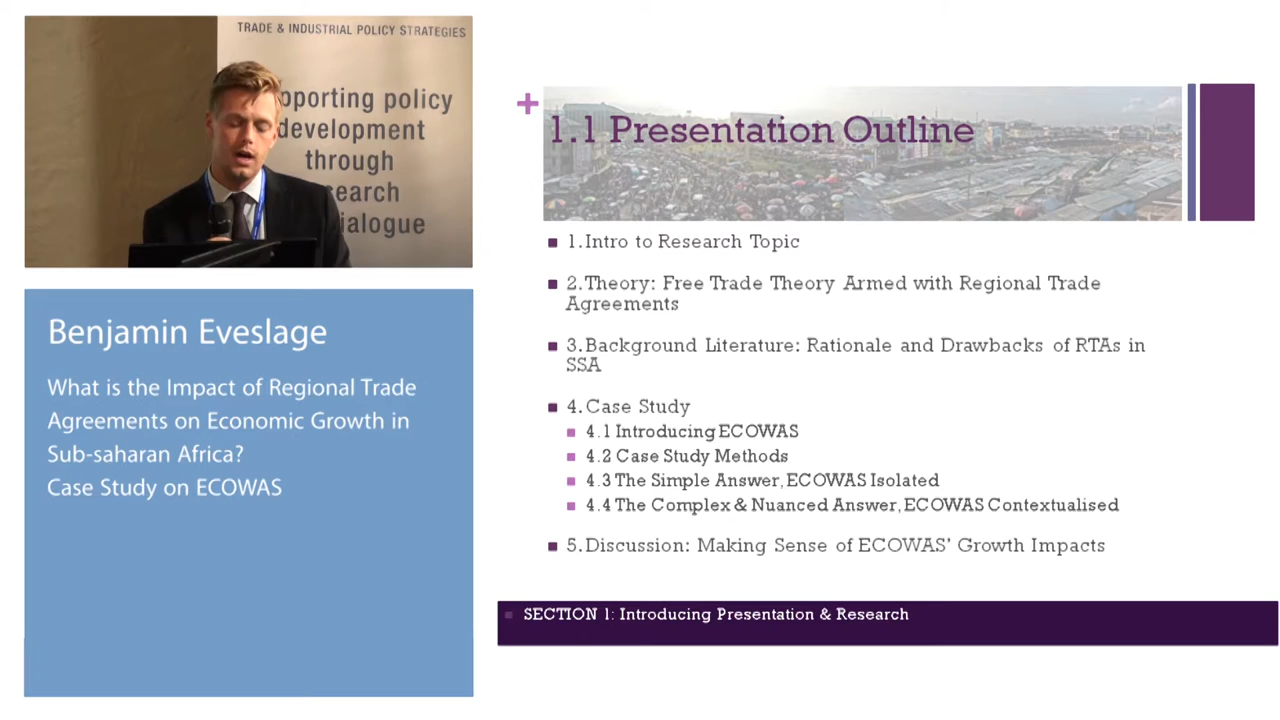 TRADE & INDUSTRIAL POLICY STRATEGIES
policy
development
through
Benjamin Eveslage
What is the Impact of Regional Trade
Agreements on Economic Growth in
Sub-saharan Africa?
Case Study on ECOWAS
+
1.1 Presentation Outline
1.Intro to Research Topic
2.Theory: Free Trade Theory Armed with Regional Trade
Agreements
3.Background Literature: Rationale and Drawbacks of RTAs in
SSA
4.Case Study
4.1 Introducing ECOWAS
4.2 Case Study Methods
4.3 The Simple Answer, ECOWAS Isolated
4.4 The Complex & Nuanced Answer, ECOWAS Contextualised
5.Discussion: Making Sense of ECOWAS' Growth Impacts
SECTION 1: Introducing Presentation & Research